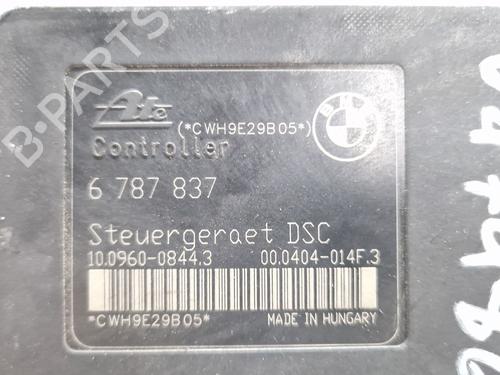 B-PARTS
Ate
(*CWH9E29B05*)
BMW
Controller
6 787 837
Steuergeraet DSC
10.0960-0844.3 00.0404-014F.3
*CWH9E29B05* MADE IN HUNGARY